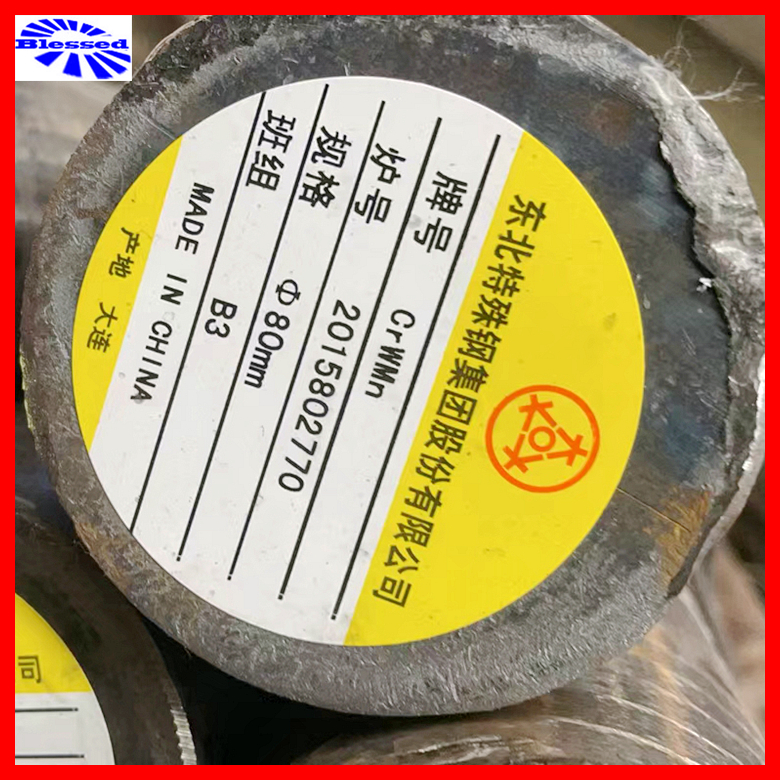 Blessed
东北特殊钢集团股份有限公司
牌号 CrWMn
炉号 2015802770
规格 Φ80mm
班组 B3
MADE IN CHINA
产地 大连
司